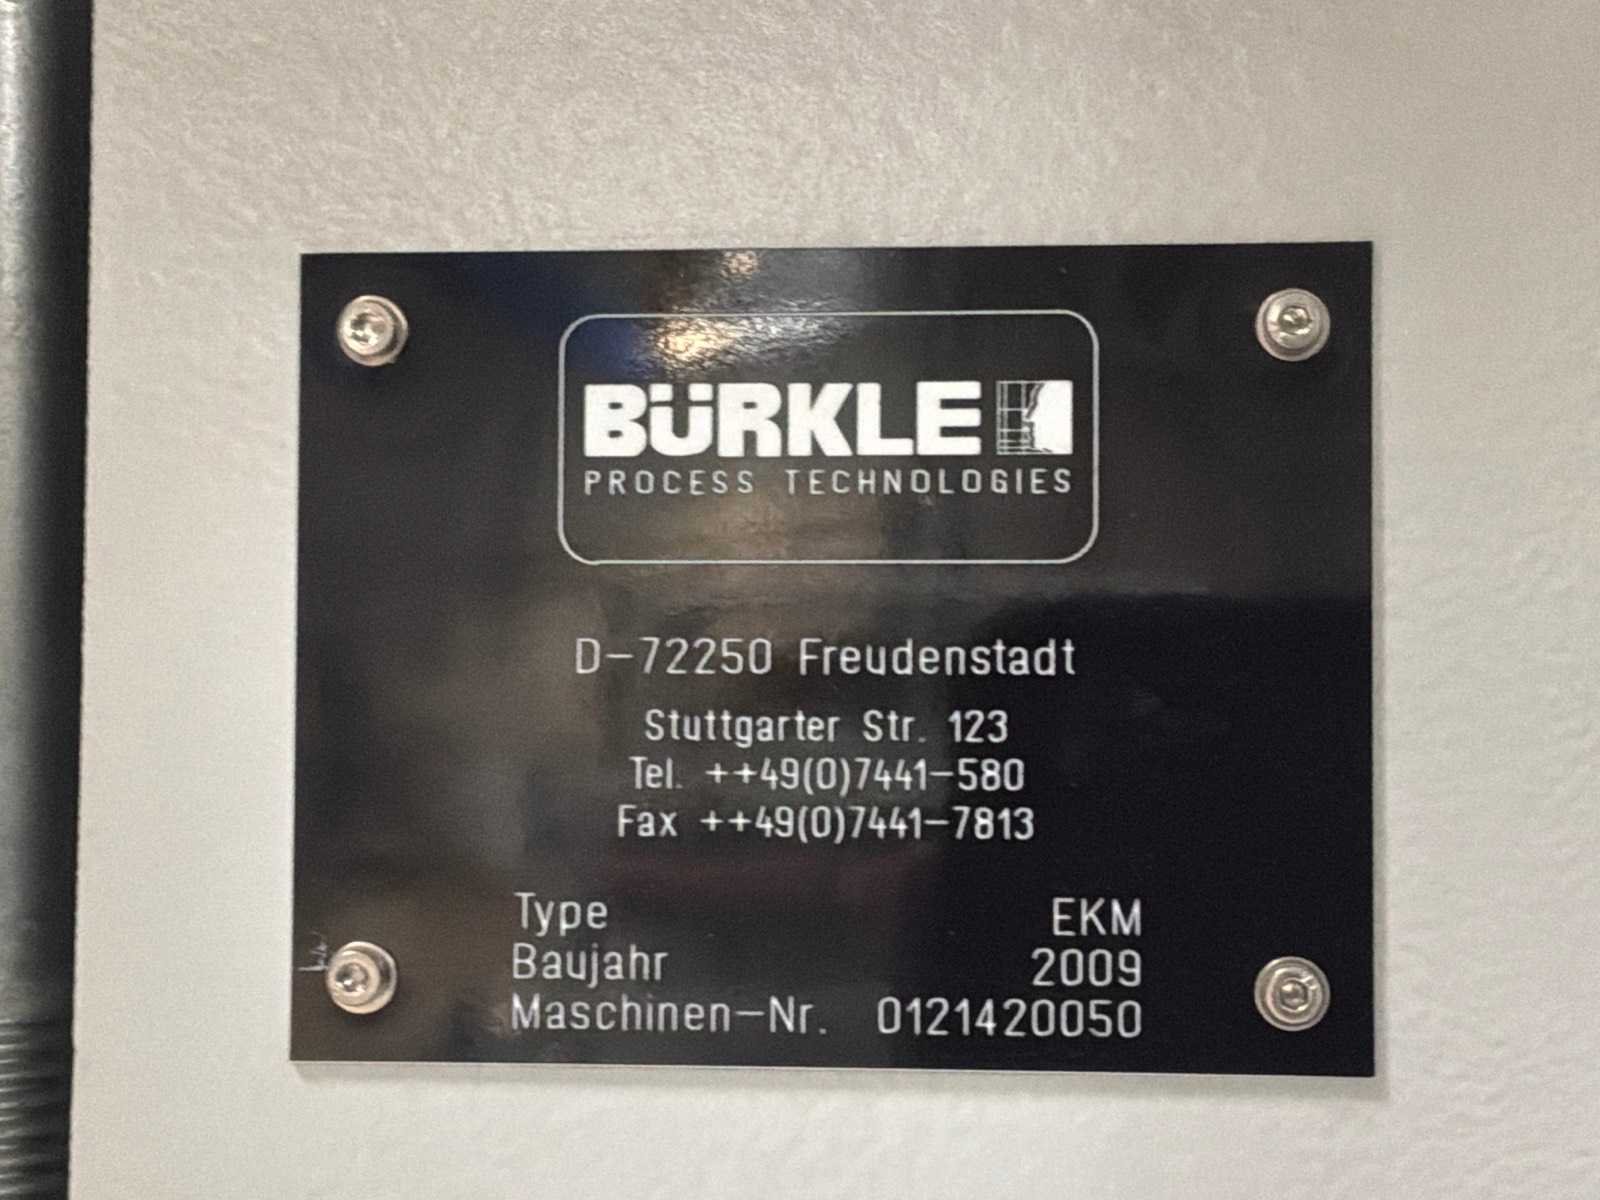 BÜRKLE
PROCESS TECHNOLOGIES
D-72250 Freudenstadt
Stuttgarter Str. 123
Tel. ++49(0)7441-580
Fax ++49(0)7441-7813
Type EKM
Baujahr 2009
Maschinen-Nr. 0121420050